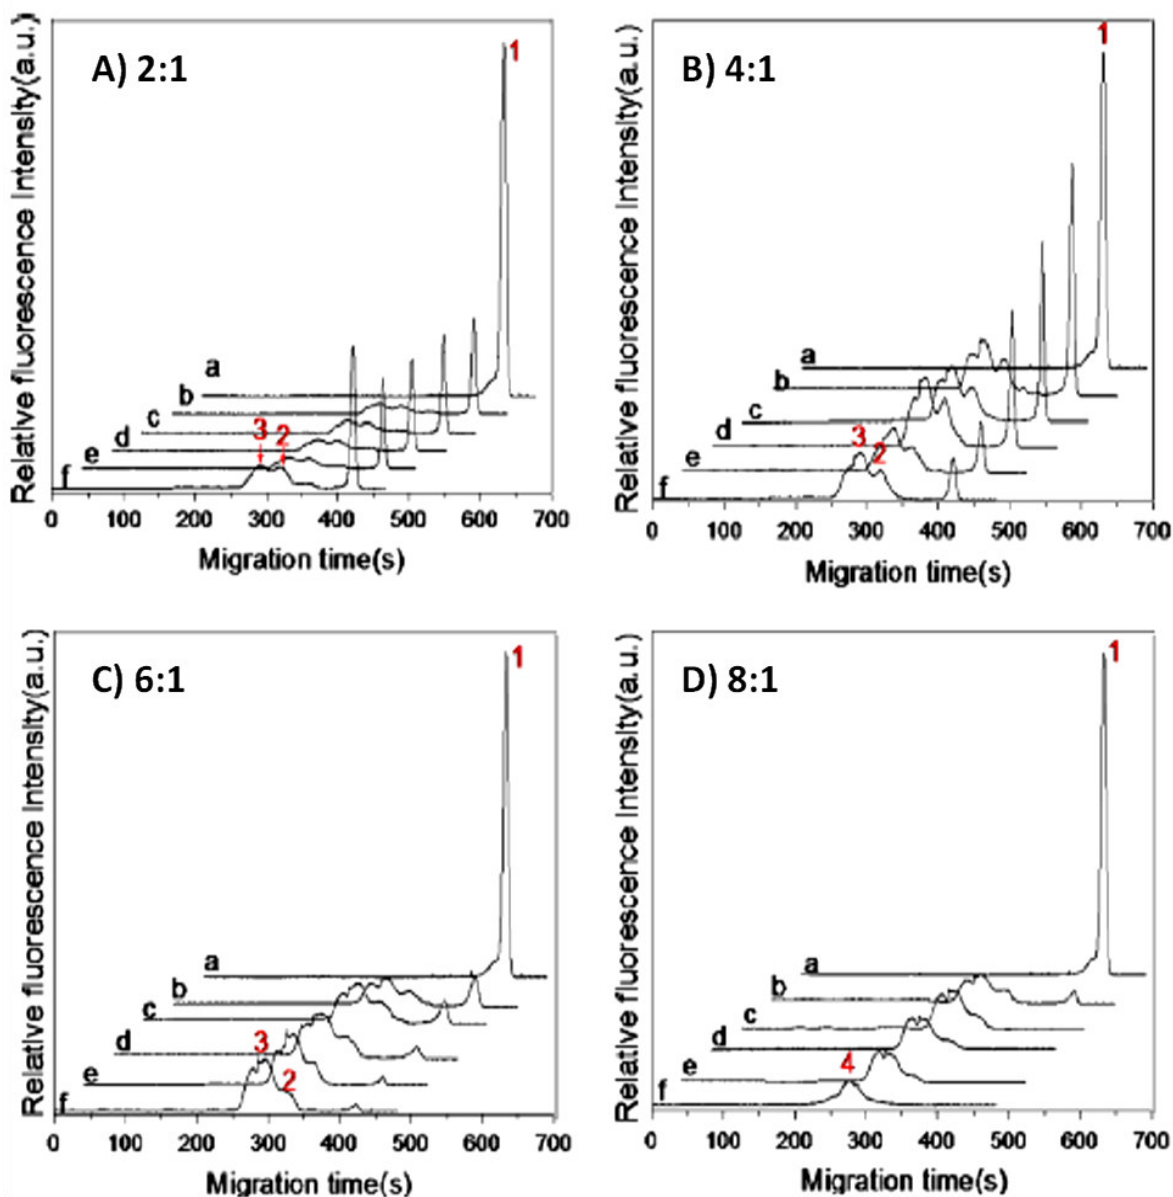 A) 2:1
Relative fluorescence Intensity(a.u.)
1
a
b
c
d
3 2
e
f
0 100 200 300 400 500 600 700
Migration time(s)
B) 4:1
Relative fluorescence Intensity(a.u.)
1
a
b
c
d
3
2
e
f
0 100 200 300 400 500 600 700
Migration time(s)
C) 6:1
Relative fluorescence Intensity(a.u.)
1
a
b
c
d
3
e
2
f
0 100 200 300 400 500 600 700
Migration time(s)
D) 8:1
Relative fluorescence Intensity(a.u.)
1
a
b
c
d
4
e
f
0 100 200 300 400 500 600 700
Migration time(s)